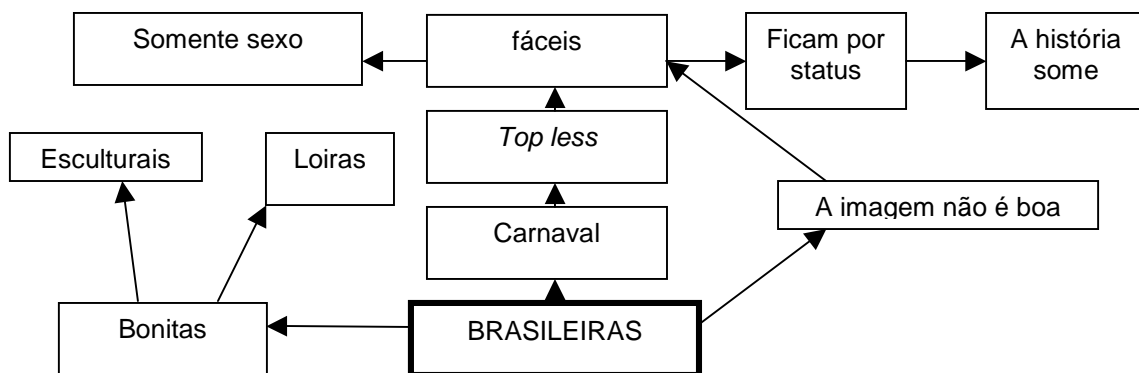 Somente sexo
fáceis
Ficam por
status
A história
some
Top less
Esculturais
Loiras
A imagem não é boa
Carnaval
Bonitas
BRASILEIRAS